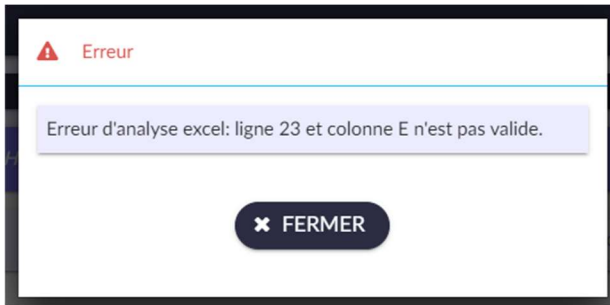 Erreur
Erreur d'analyse excel: ligne 23 et colonne E n'est pas valide.
FERMER